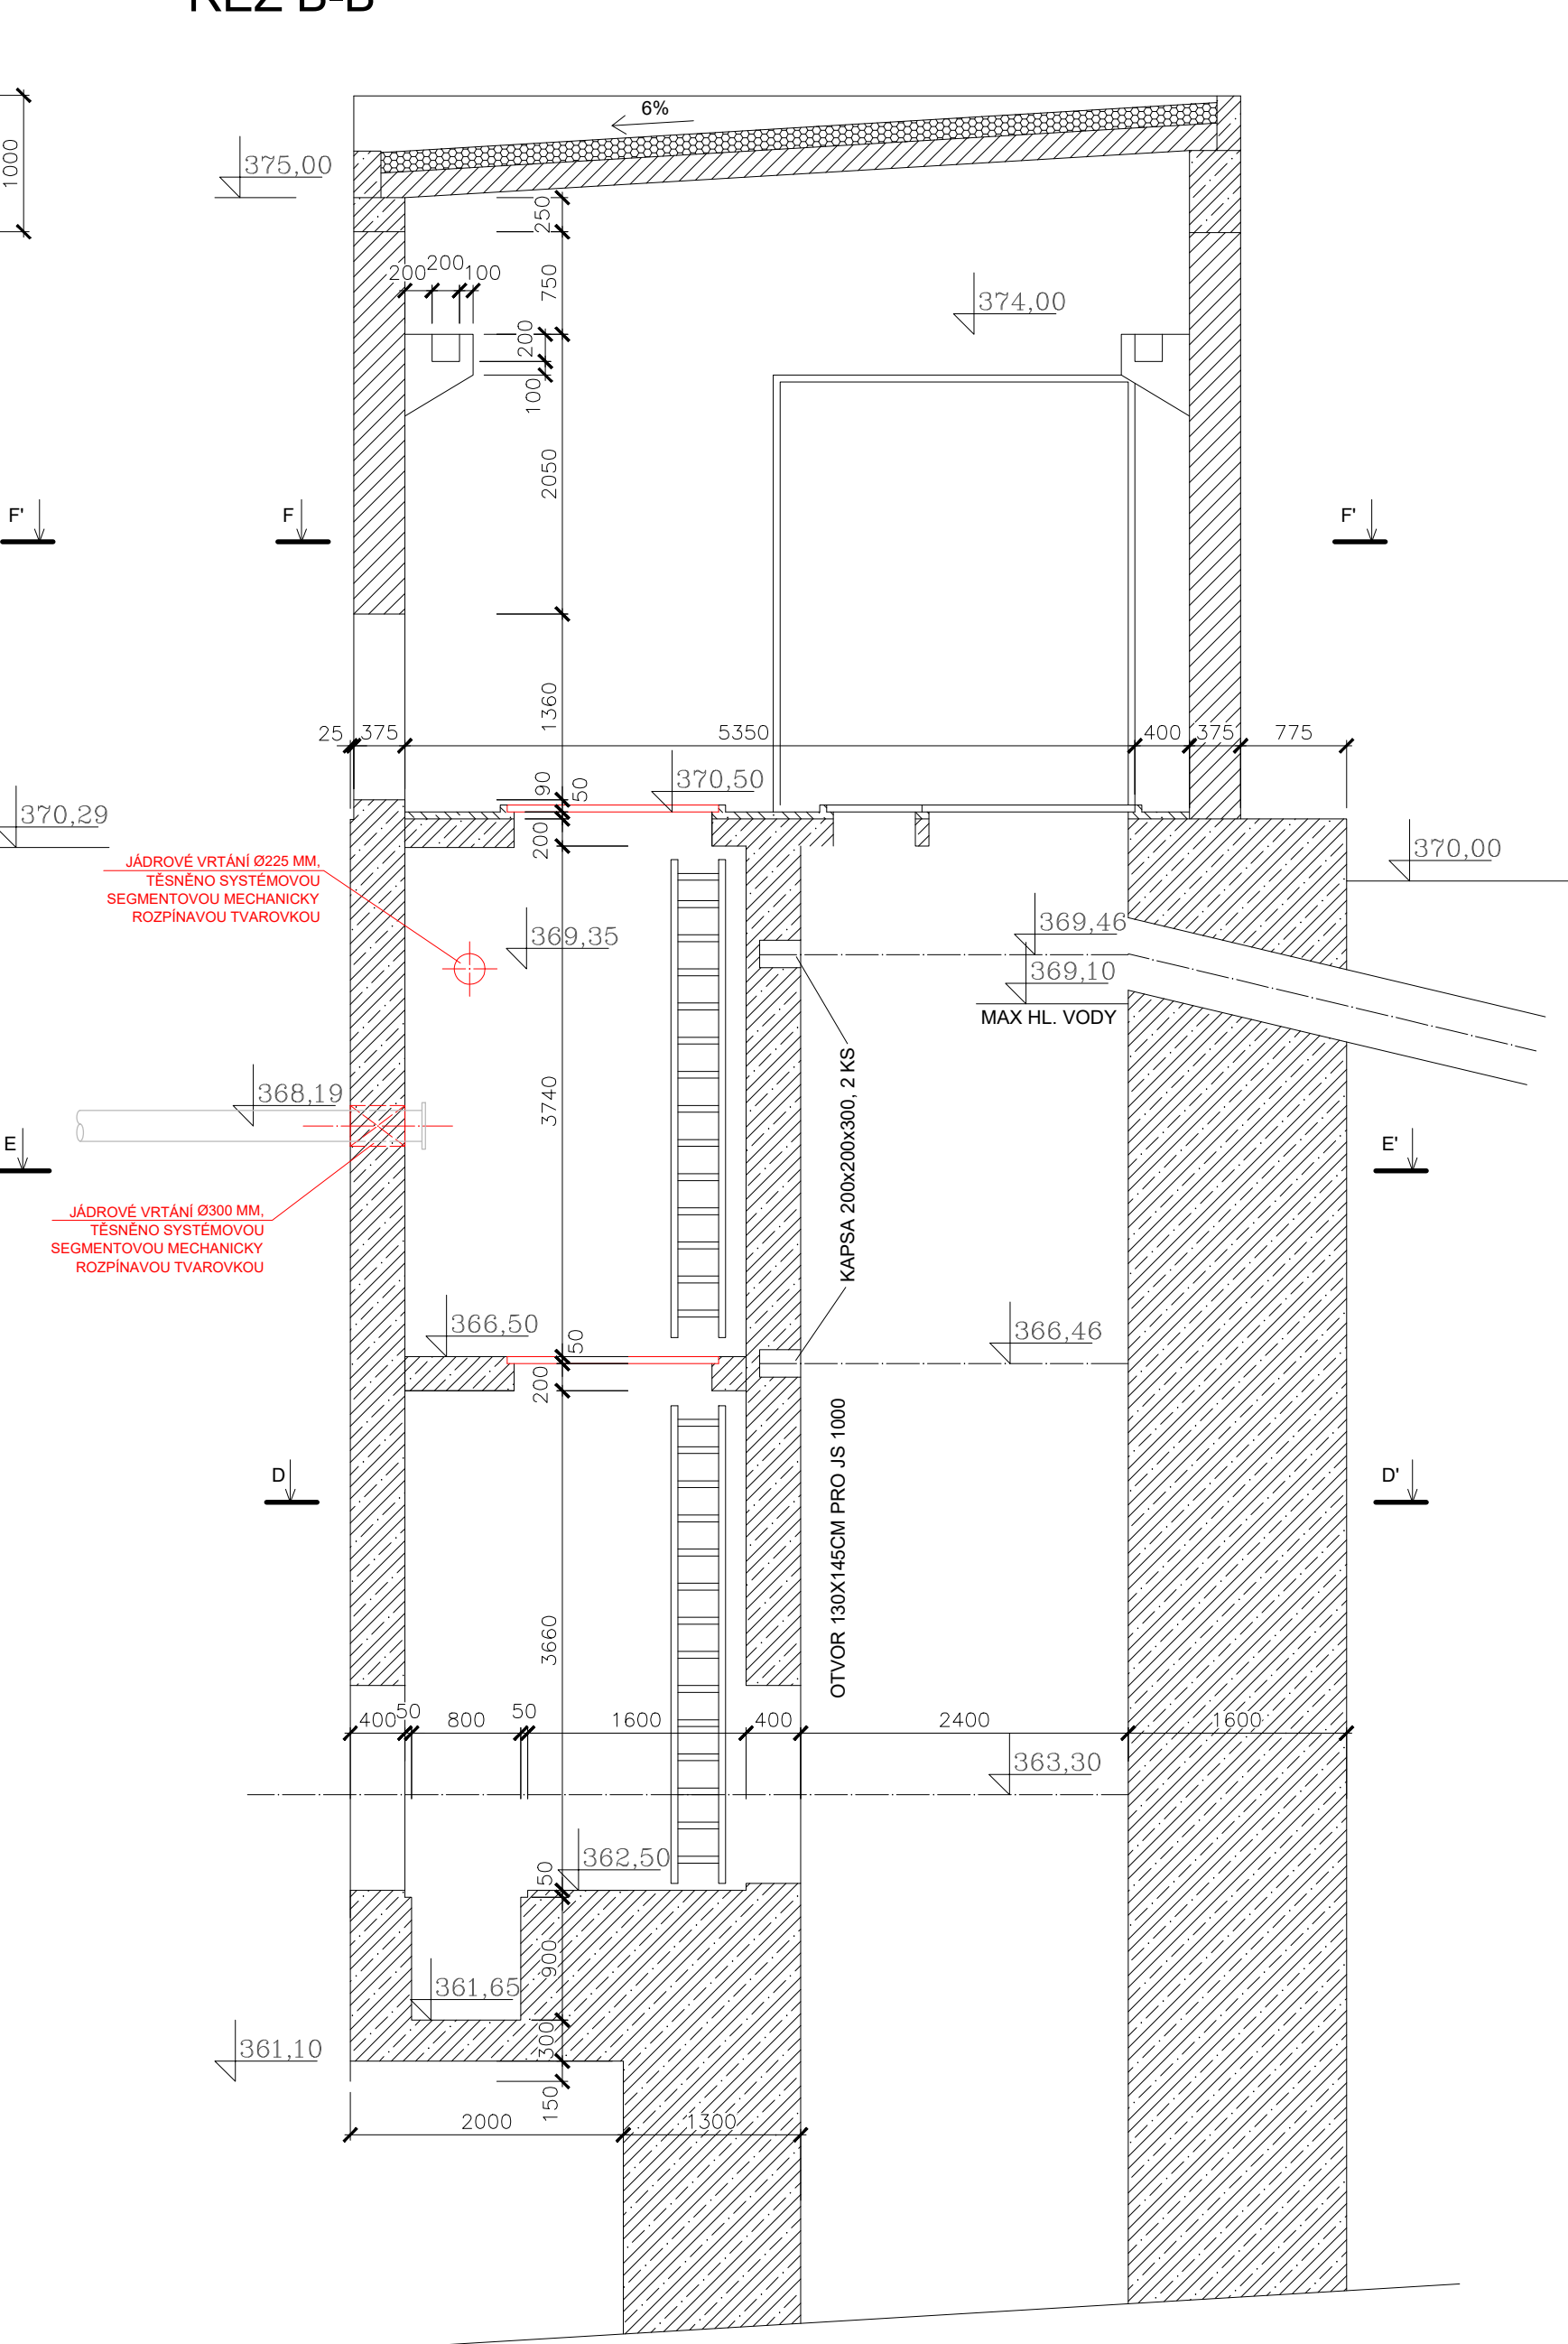 ŘEZ B-B'
6%
1000
375,00
250
200
200
100
750
374,00
200
100
2050
F'
F
F'
1360
25
375
5350
400
375
775
90
50
370,50
370,29
200
370,00
JÁDROVÉ VRTÁNÍ Ø225 MM,
TĚSNĚNO SYSTÉMOVOU
SEGMENTOVOU MECHANICKY
ROZPÍNAVOU TVAROVKOU
369,35
369,46
369,10
MAX HL. VODY
368,19
3740
KAPSA 200x200x300, 2 KS
E
E'
JÁDROVÉ VRTÁNÍ Ø300 MM,
TĚSNĚNO SYSTÉMOVOU
SEGMENTOVOU MECHANICKY
ROZPÍNAVOU TVAROVKOU
366,50
50
366,46
200
OTVOR 130X145CM PRO JS 1000
D
D'
3660
400
50
800
50
1600
400
2400
1600
363,30
362,50
50
900
361,65
300
361,10
150
2000
1300